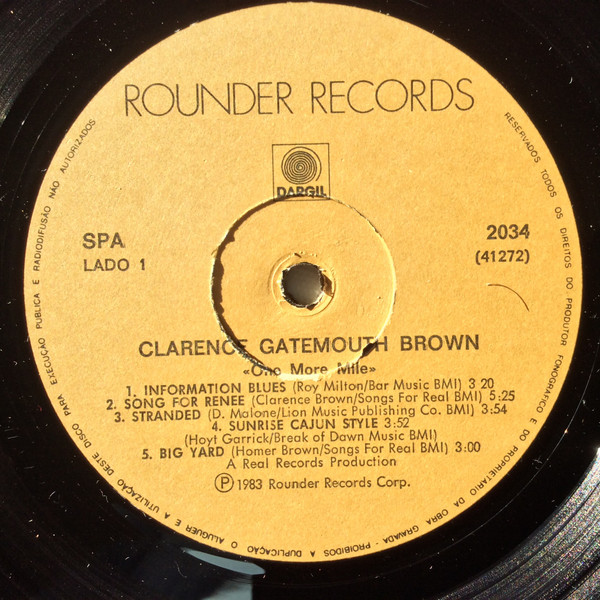 ROUNDER RECORDS
DARGIL
SPA
LADO 1
2034
(41272)
CLARENCE GATEMOUTH BROWN
«One More Mile»
1. INFORMATION BLUES (Roy Milton/Bar Music BMI) 3 20
2. SONG FOR RENEE (Clarence Brown/Songs For Real BMI) 5:25
3. STRANDED (D. Malone/Lion Music Publishing Co. BMI) 3:54
4. SUNRISE CAJUN STYLE 3:52
(Hoyt Garrick/Break of Dawn Music BMI)
5. BIG YARD (Homer Brown/Songs For Real BMI) 3:00
A Real Records Production
Ⓟ 1983 Rounder Records Corp.
RESERVADOS TODOS OS DIREITOS DO PRODUTOR FONOGRÁFICO E DO PROPRIETÁRIO DA OBRA GRAVADA - PROIBIDOS A DUPLICAÇÃO O ALUGUER E A UTILIZAÇÃO DESTE DISCO PARA EXECUÇÃO PUBLICA E RADIODIFUSÃO NÃO AUTORIZADOS